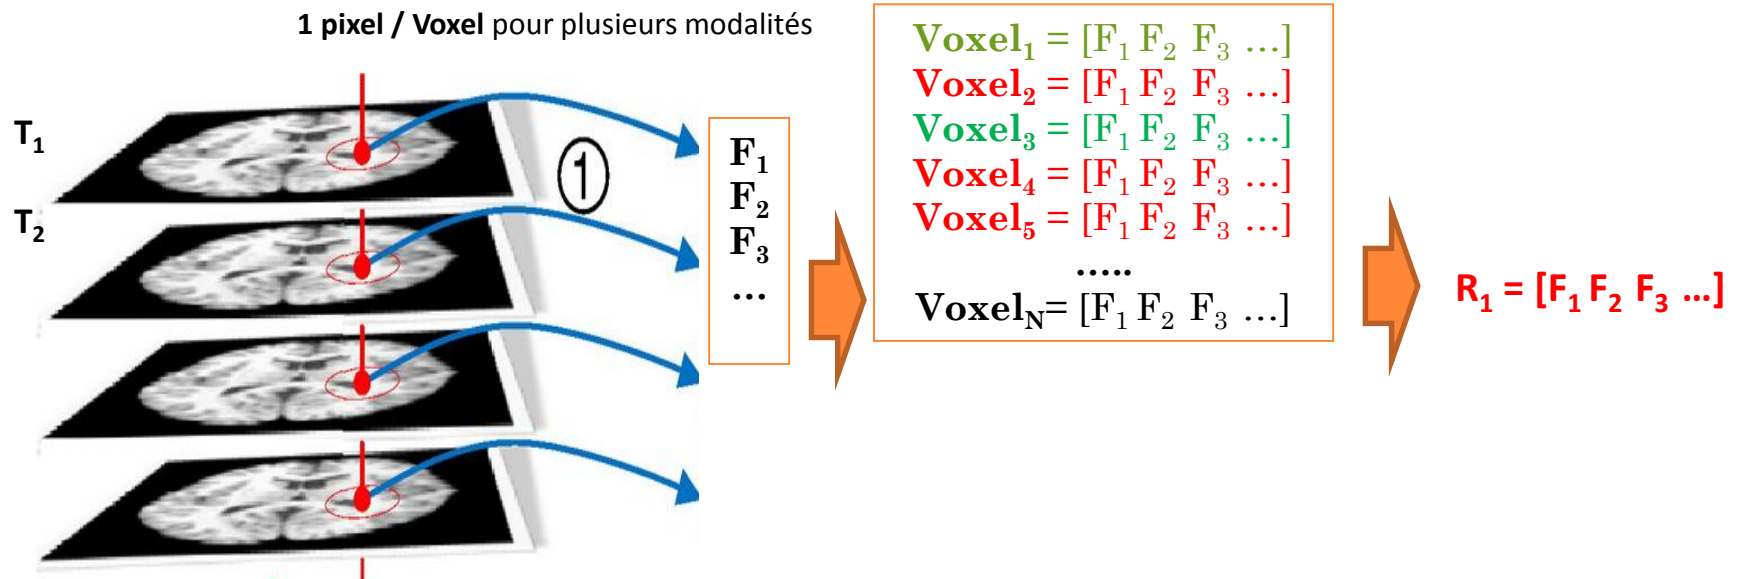 1 pixel / Voxel pour plusieurs modalités
T1
T2
①
F1
F2
F3
...
Voxel1 = [F1 F2 F3 ...]
Voxel2 = [F1 F2 F3 ...]
Voxel3 = [F1 F2 F3 ...]
Voxel4 = [F1 F2 F3 ...]
Voxel5 = [F1 F2 F3 ...]
.....
VoxelN= [F1 F2 F3 ...]
R1 = [F1 F2 F3 ...]